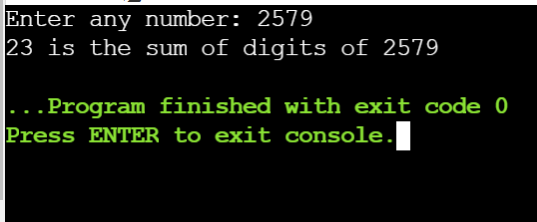 Enter any number: 2579
23 is the sum of digits of 2579
...Program finished with exit code 0
Press ENTER to exit console.